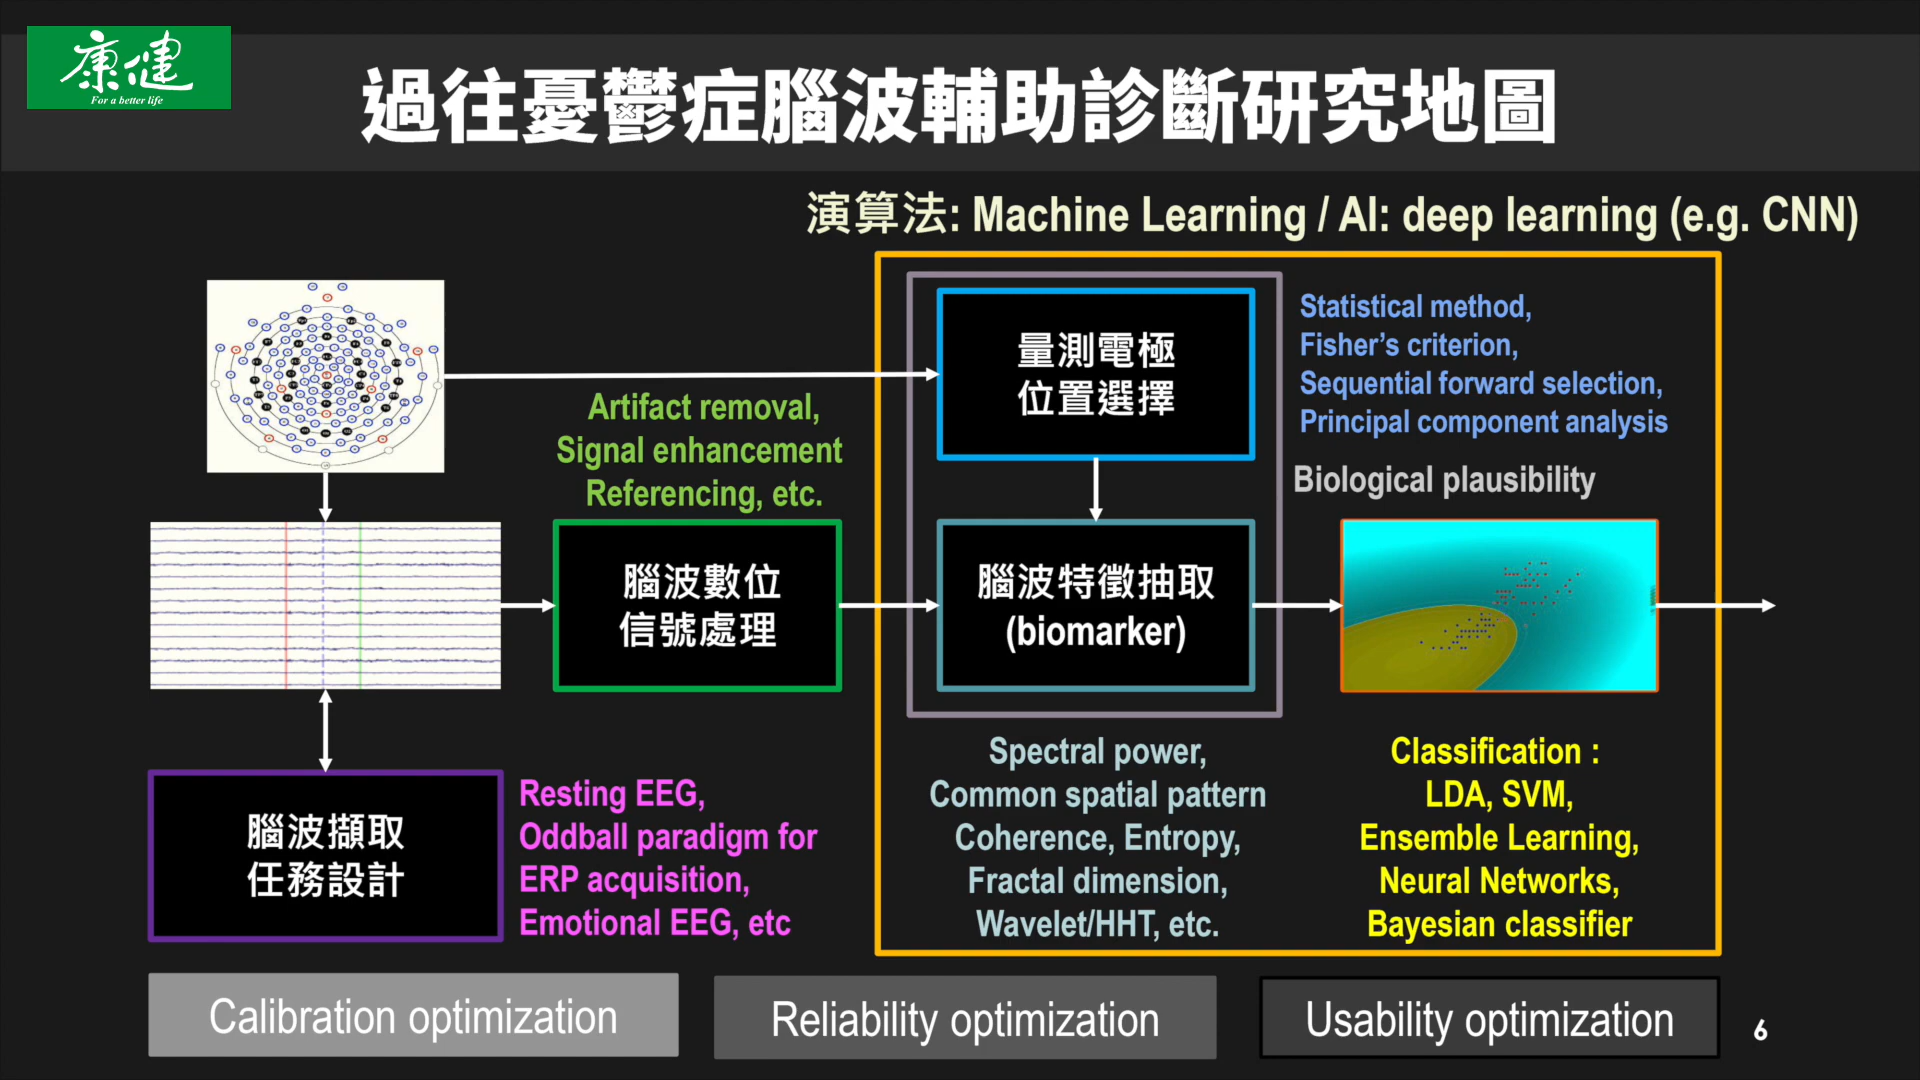 康健
For a better life
過往憂鬱症腦波輔助診斷研究地圖
演算法: Machine Learning / AI: deep learning (e.g. CNN)
量測電極
位置選擇
Statistical method,
Fisher’s criterion,
Sequential forward selection,
Principal component analysis
Biological plausibility
Artifact removal,
Signal enhancement
Referencing, etc.
腦波數位
信號處理
腦波特徵抽取
(biomarker)
腦波擷取
任務設計
Resting EEG,
Oddball paradigm for
ERP acquisition,
Emotional EEG, etc
Spectral power,
Common spatial pattern
Coherence, Entropy,
Fractal dimension,
Wavelet/HHT, etc.
Classification :
LDA, SVM,
Ensemble Learning,
Neural Networks,
Bayesian classifier
Calibration optimization
Reliability optimization
Usability optimization
6